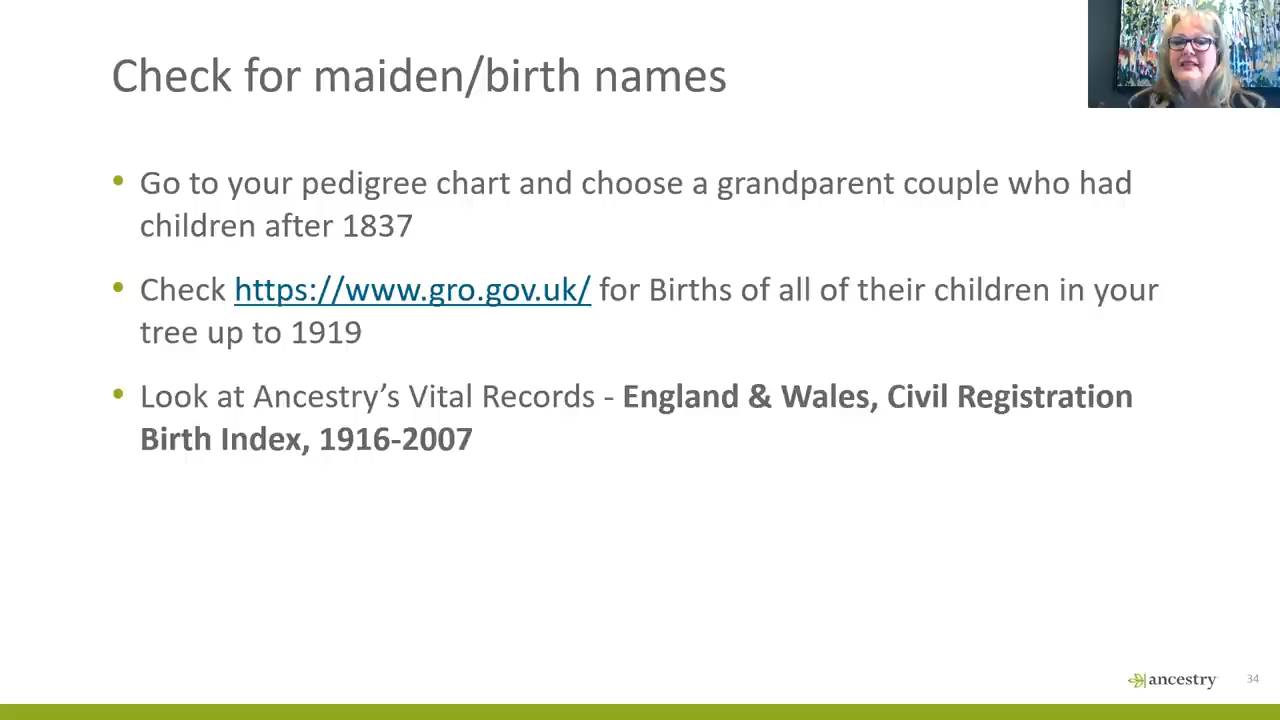 Check for maiden/birth names
• Go to your pedigree chart and choose a grandparent couple who had
children after 1837
• Check https://www.gro.gov.uk/ for Births of all of their children in your
tree up to 1919
• Look at Ancestry’s Vital Records - England & Wales, Civil Registration
Birth Index, 1916-2007
ancestry
34